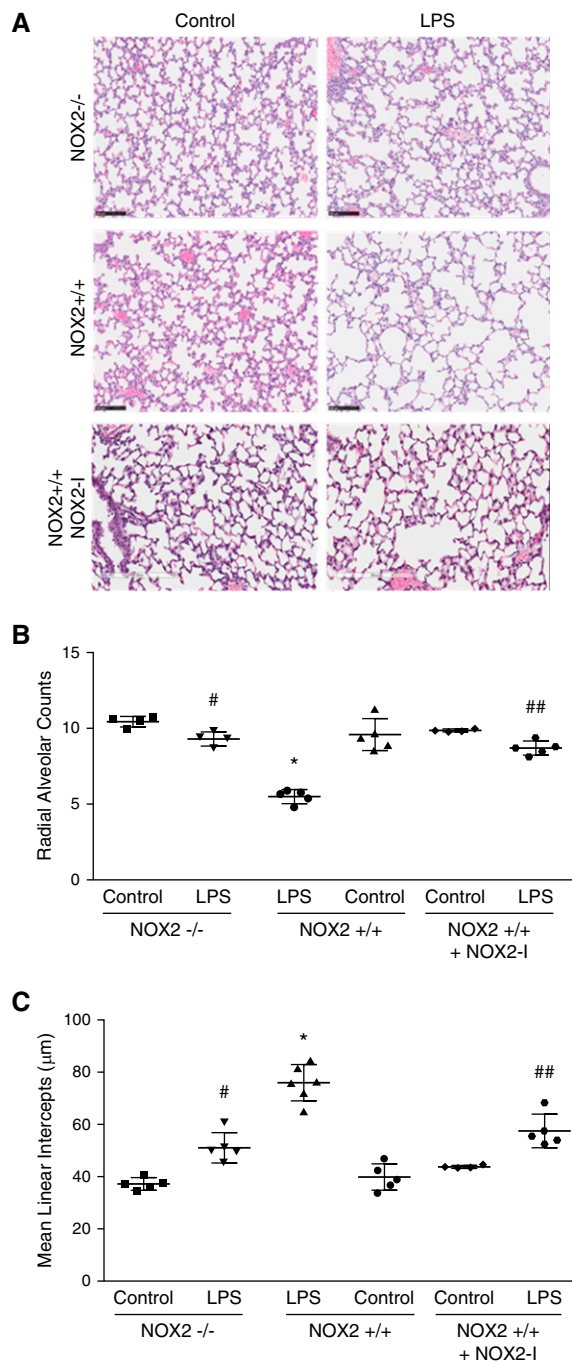 A
Control LPS
NOX2-/-
NOX2+/+
NOX2+/+
NOX2-I
B
Radial Alveolar Counts
15
10
5
0
#
*
##
Control LPS LPS Control Control LPS
NOX2 -/- NOX2 +/+ NOX2 +/+
+ NOX2-I
C
Mean Linear Intercepts (μm)
100
80
60
40
20
0
#
*
##
Control LPS LPS Control Control LPS
NOX2 -/- NOX2 +/+ NOX2 +/+
+ NOX2-I